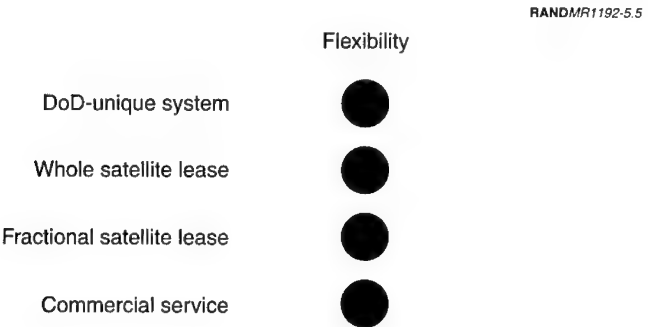 RANDMR1192-5.5
Flexibility
DoD-unique system
Whole satellite lease
Fractional satellite lease
Commercial service